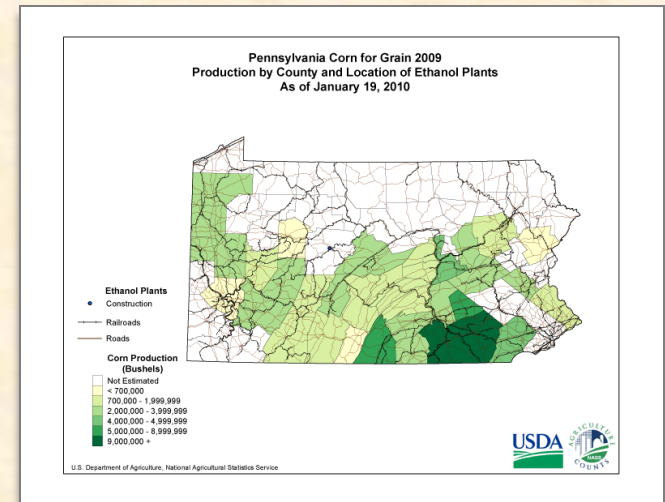 Pennsylvania Corn for Grain 2009
Production by County and Location of Ethanol Plants
As of January 19, 2010
Ethanol Plants
Construction
Railroads
Roads
Corn Production
(Bushels)
Not Estimated
< 700,000
700,000 - 1,999,999
2,000,000 - 3,999,999
4,000,000 - 4,999,999
5,000,000 - 8,999,999
9,000,000 +
USDA
AGRICULTURE
NASS
COUNTS
U.S. Department of Agriculture, National Agricultural Statistics Service